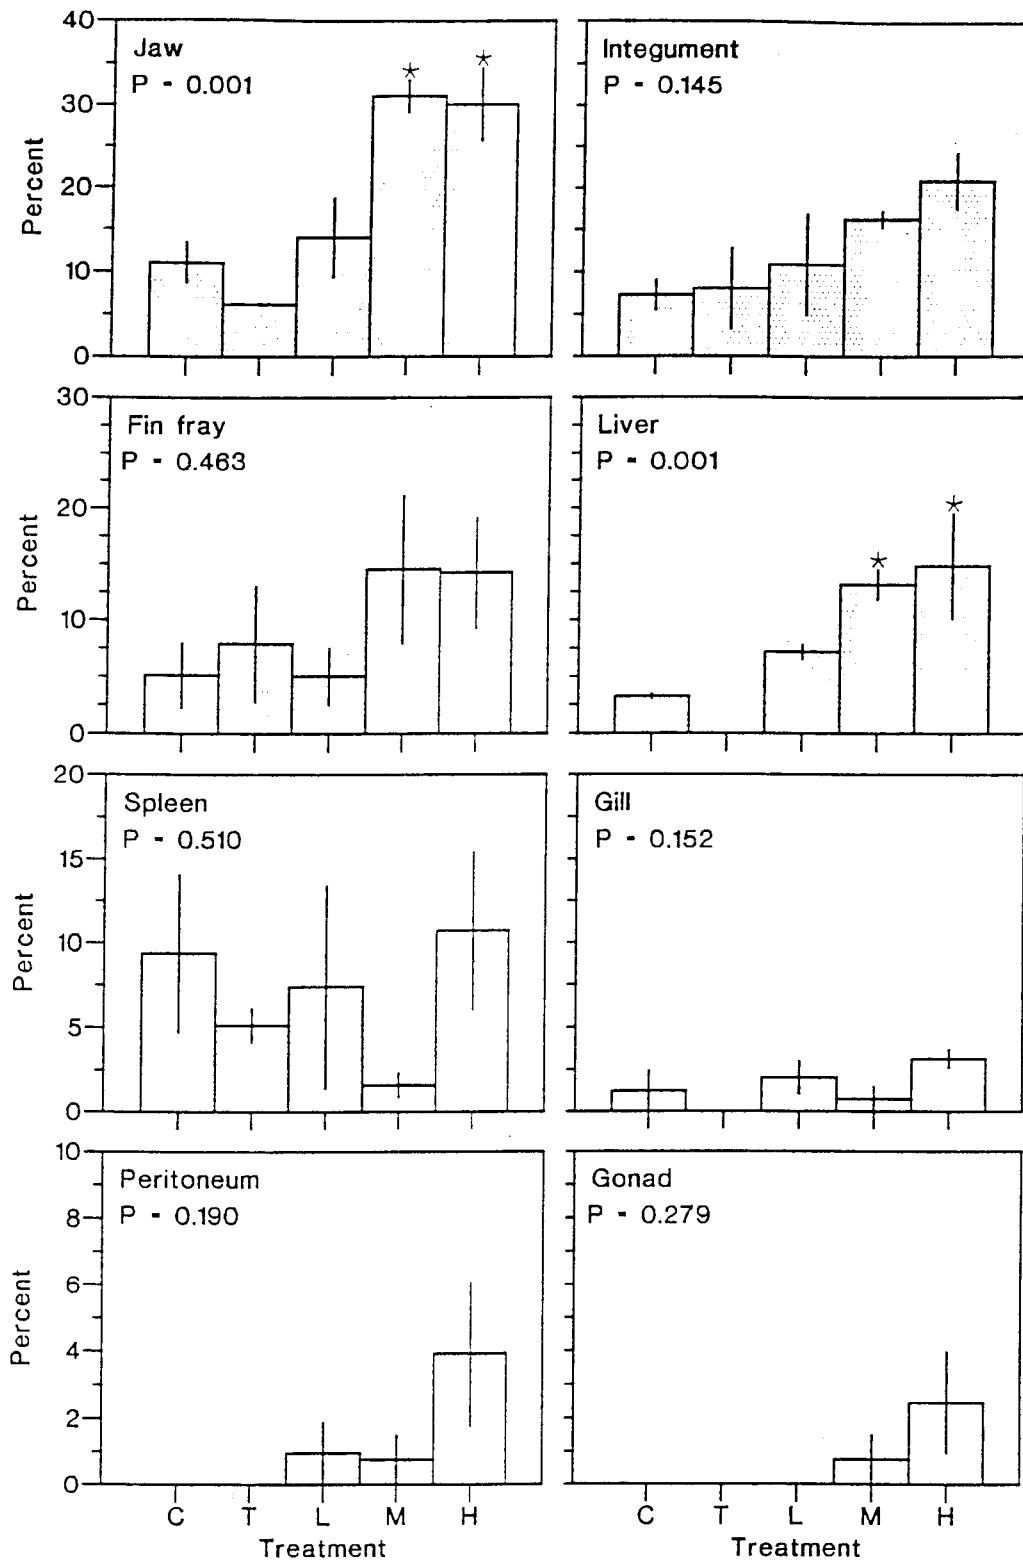 40
30
20
10
0
Percent
Jaw
P - 0.001
*
*
Integument
P - 0.145
30
20
10
0
Percent
Fin fray
P - 0.463
Liver
P - 0.001
*
*
20
15
10
5
0
Percent
Spleen
P - 0.510
Gill
P - 0.152
10
8
6
4
2
0
Percent
Peritoneum
P - 0.190
Gonad
P - 0.279
C T L M H
Treatment
C T L M H
Treatment